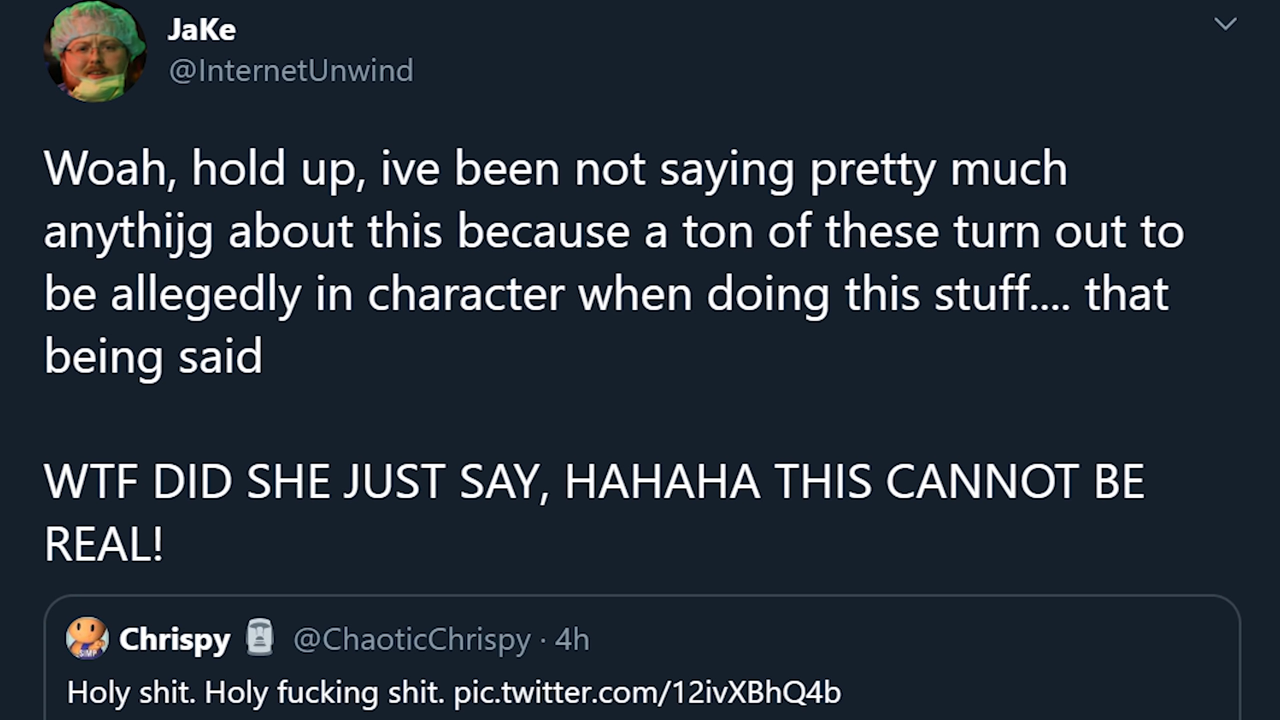 JaKe
@InternetUnwind
Woah, hold up, ive been not saying pretty much
anythijg about this because a ton of these turn out to
be allegedly in character when doing this stuff.... that
being said
WTF DID SHE JUST SAY, HAHAHA THIS CANNOT BE
REAL!
Chrispy 🗿 @ChaoticChrispy · 4h
Holy shit. Holy fucking shit. pic.twitter.com/12ivXBhQ4b